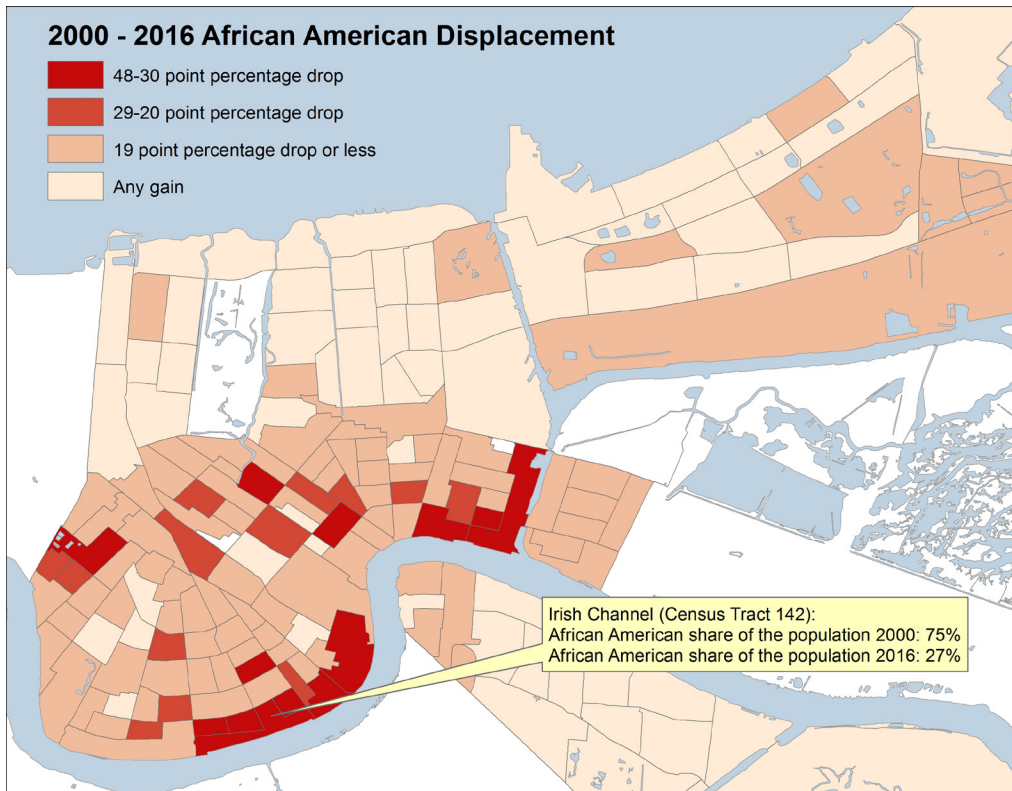 2000 - 2016 African American Displacement
48-30 point percentage drop
29-20 point percentage drop
19 point percentage drop or less
Any gain
Irish Channel (Census Tract 142):
African American share of the population 2000: 75%
African American share of the population 2016: 27%